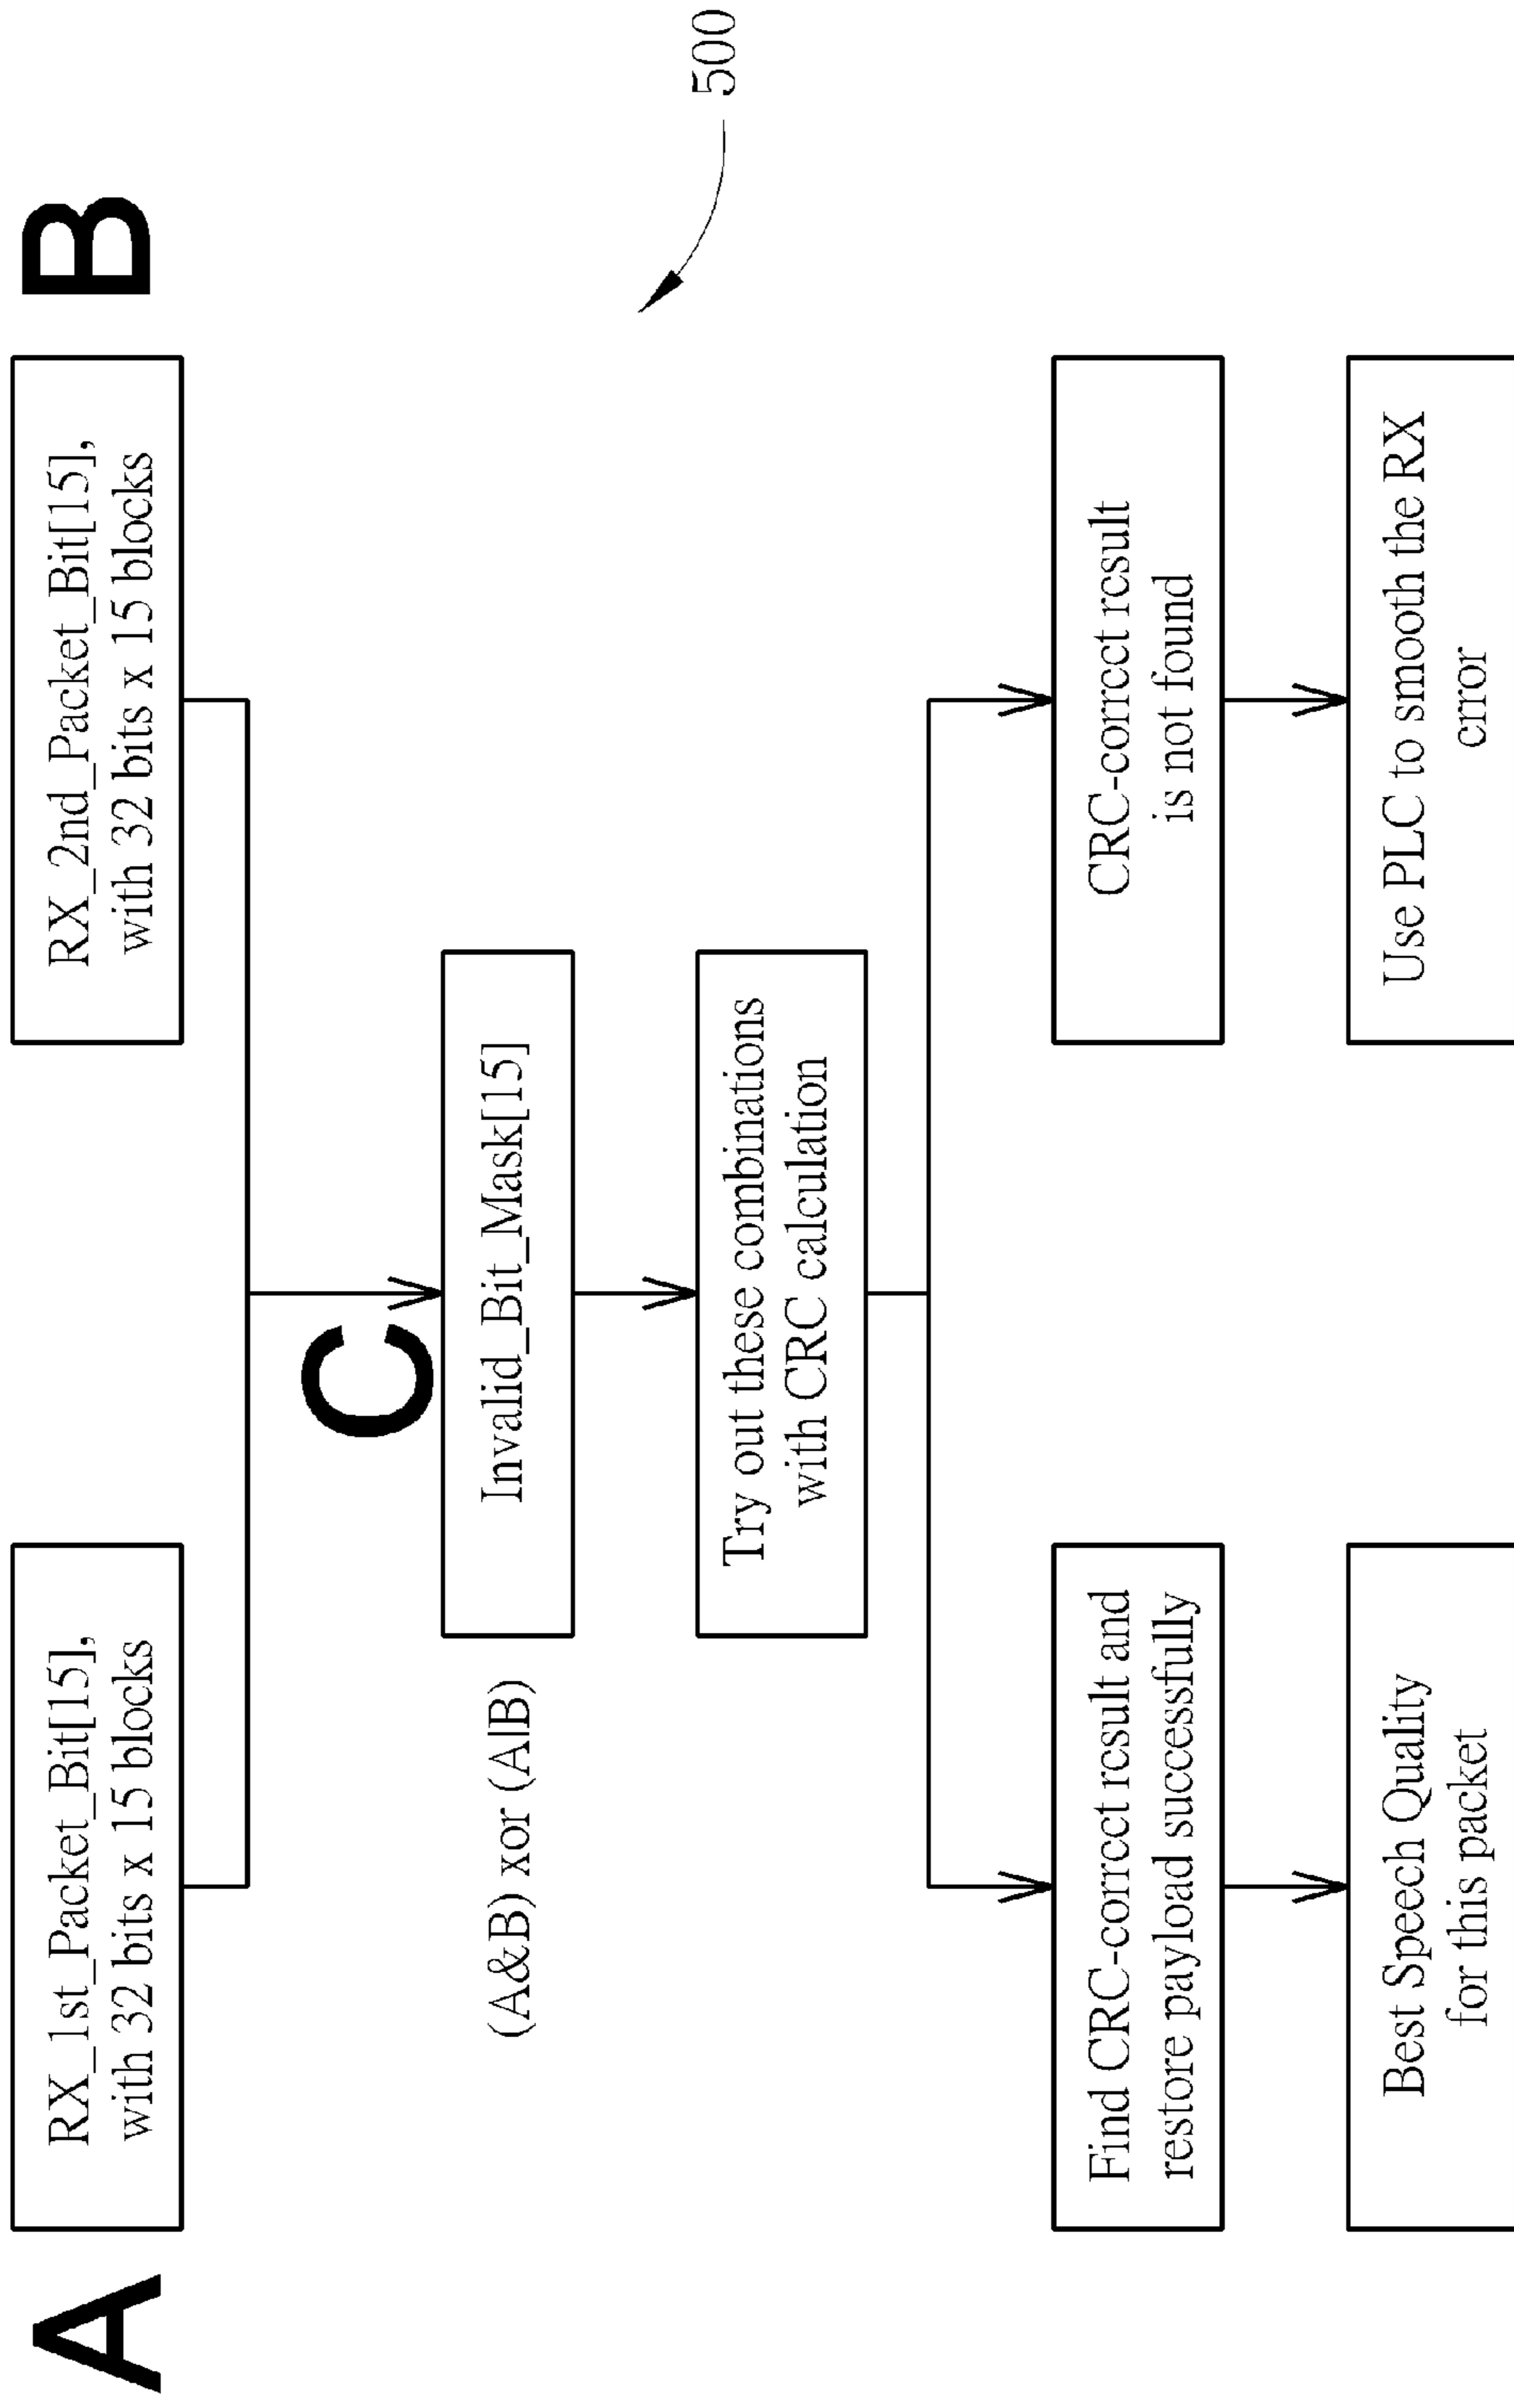 A
RX_1st_Packet_Bit[15],
with 32 bits x 15 blocks
RX_2nd_Packet_Bit[15],
with 32 bits x 15 blocks
B
C
(A&B) xor (A|B)
Invalid_Bit_Mask[15]
500
Try out these combinations
with CRC calculation
Find CRC-correct result and
restore payload successfully
CRC-correct result
is not found
Best Speech Quality
for this packet
Use PLC to smooth the RX
error